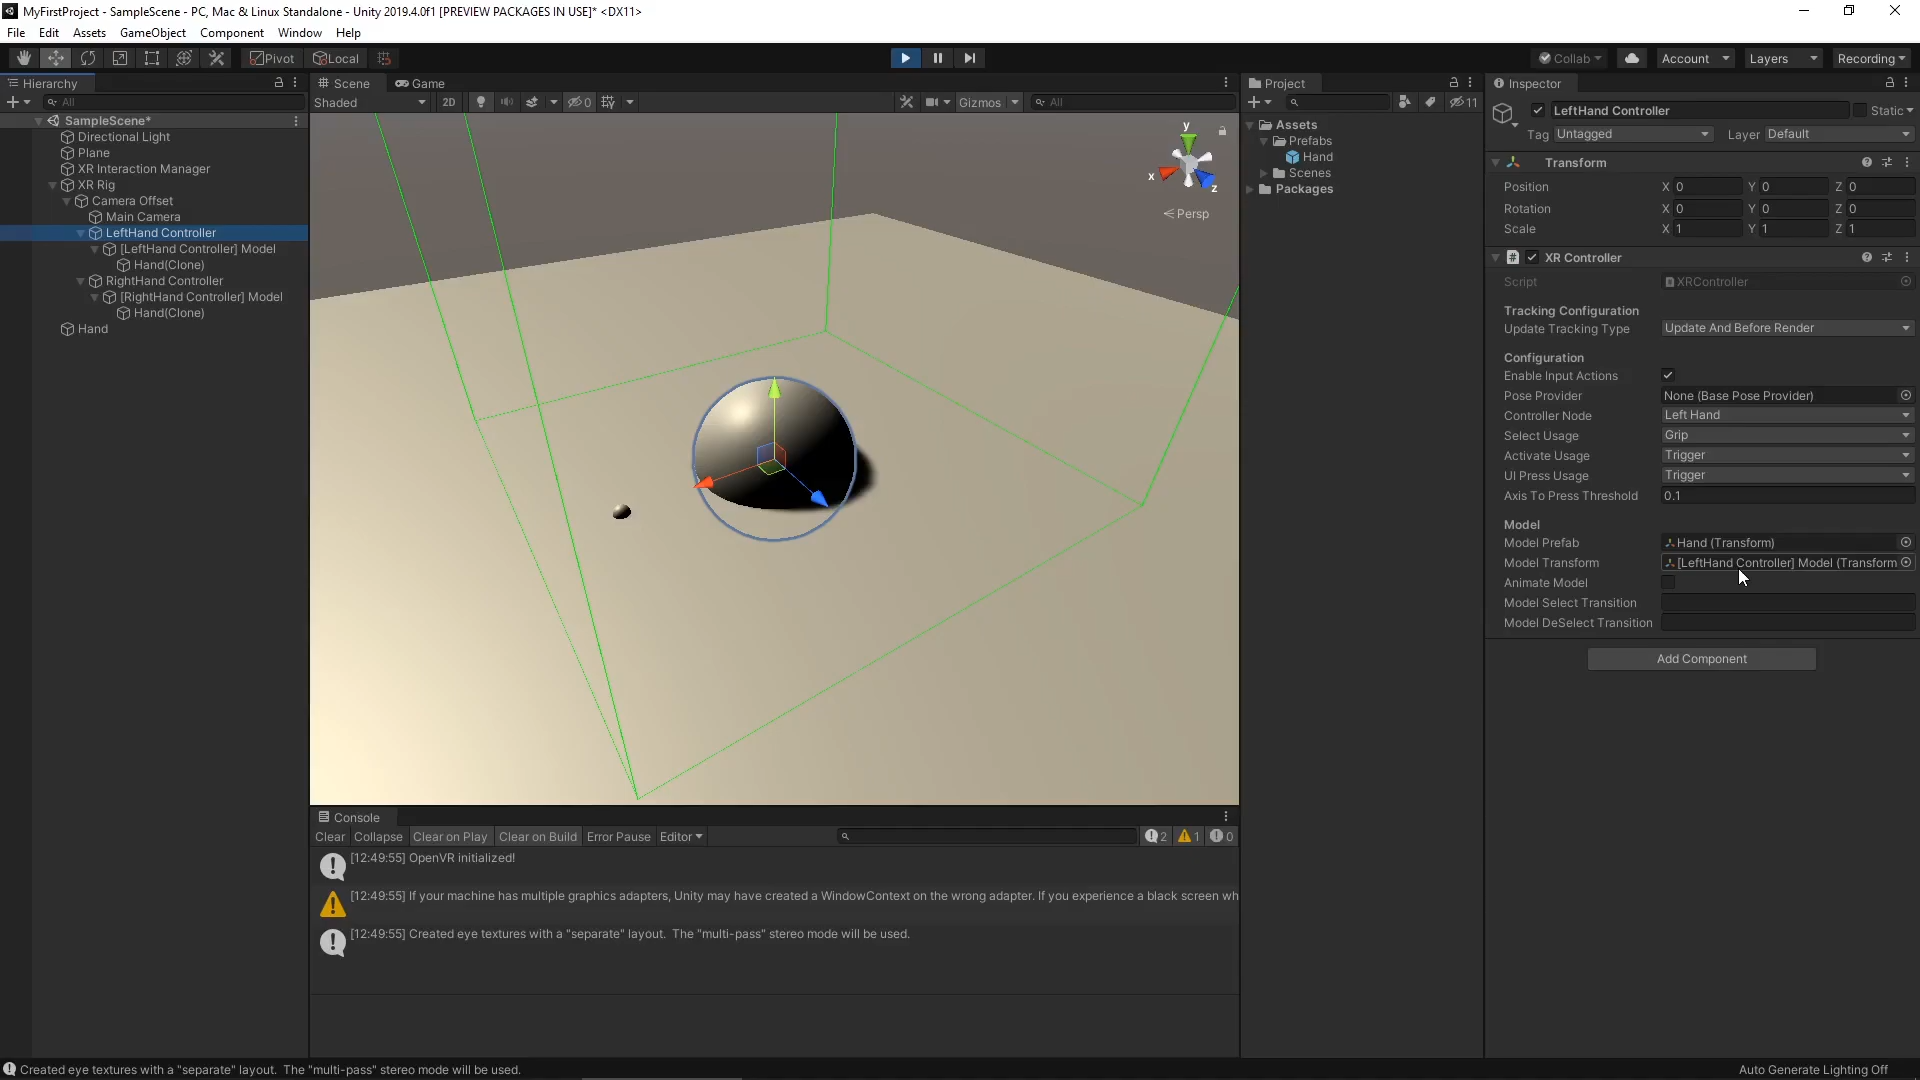 MyFirstProject - SampleScene - PC, Mac & Linux Standalone - Unity 2019.4.0f1 [PREVIEW PACKAGES IN USE]* <DX11>
File Edit Assets GameObject Component Window Help
Pivot Local Collab Account Layers Recording
Hierarchy
All
SampleScene*
Directional Light
Plane
XR Interaction Manager
XR Rig
Camera Offset
Main Camera
LeftHand Controller
[LeftHand Controller] Model
Hand(Clone)
RightHand Controller
[RightHand Controller] Model
Hand(Clone)
Hand
Scene Game
Shaded 2D 0 Gizmos All
y
x
z
Persp
Console
Clear Collapse Clear on Play Clear on Build Error Pause Editor 2 1 0
[12:49:55] OpenVR initialized!
[12:49:55] If your machine has multiple graphics adapters, Unity may have created a WindowContext on the wrong adapter. If you experience a black screen wh
[12:49:55] Created eye textures with a "separate" layout.  The "multi-pass" stereo mode will be used.
Project
11
Assets
Prefabs
Hand
Scenes
Packages
Inspector
LeftHand Controller Static
Tag Untagged Layer Default
Transform
Position X 0 Y 0 Z 0
Rotation X 0 Y 0 Z 0
Scale X 1 Y 1 Z 1
XR Controller
Script XRController
Tracking Configuration
Update Tracking Type Update And Before Render
Configuration
Enable Input Actions
Pose Provider None (Base Pose Provider)
Controller Node Left Hand
Select Usage Grip
Activate Usage Trigger
UI Press Usage Trigger
Axis To Press Threshold 0.1
Model
Model Prefab Hand (Transform)
Model Transform [LeftHand Controller] Model (Transform
Animate Model
Model Select Transition
Model DeSelect Transition
Add Component
Created eye textures with a "separate" layout.  The "multi-pass" stereo mode will be used.
Auto Generate Lighting Off